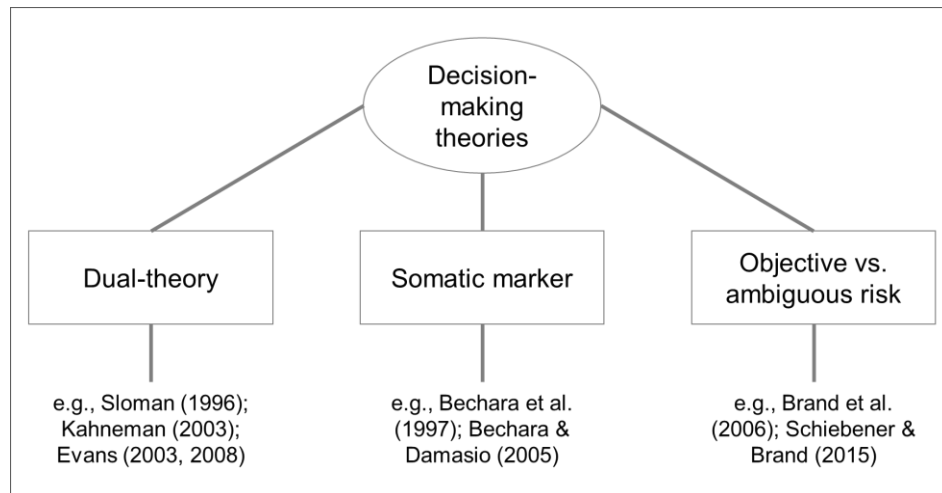 Decision-
making
theories
Dual-theory
Somatic marker
Objective vs.
ambiguous risk
e.g., Sloman (1996);
Kahneman (2003);
Evans (2003, 2008)
e.g., Bechara et al.
(1997); Bechara &
Damasio (2005)
e.g., Brand et al.
(2006); Schiebener &
Brand (2015)